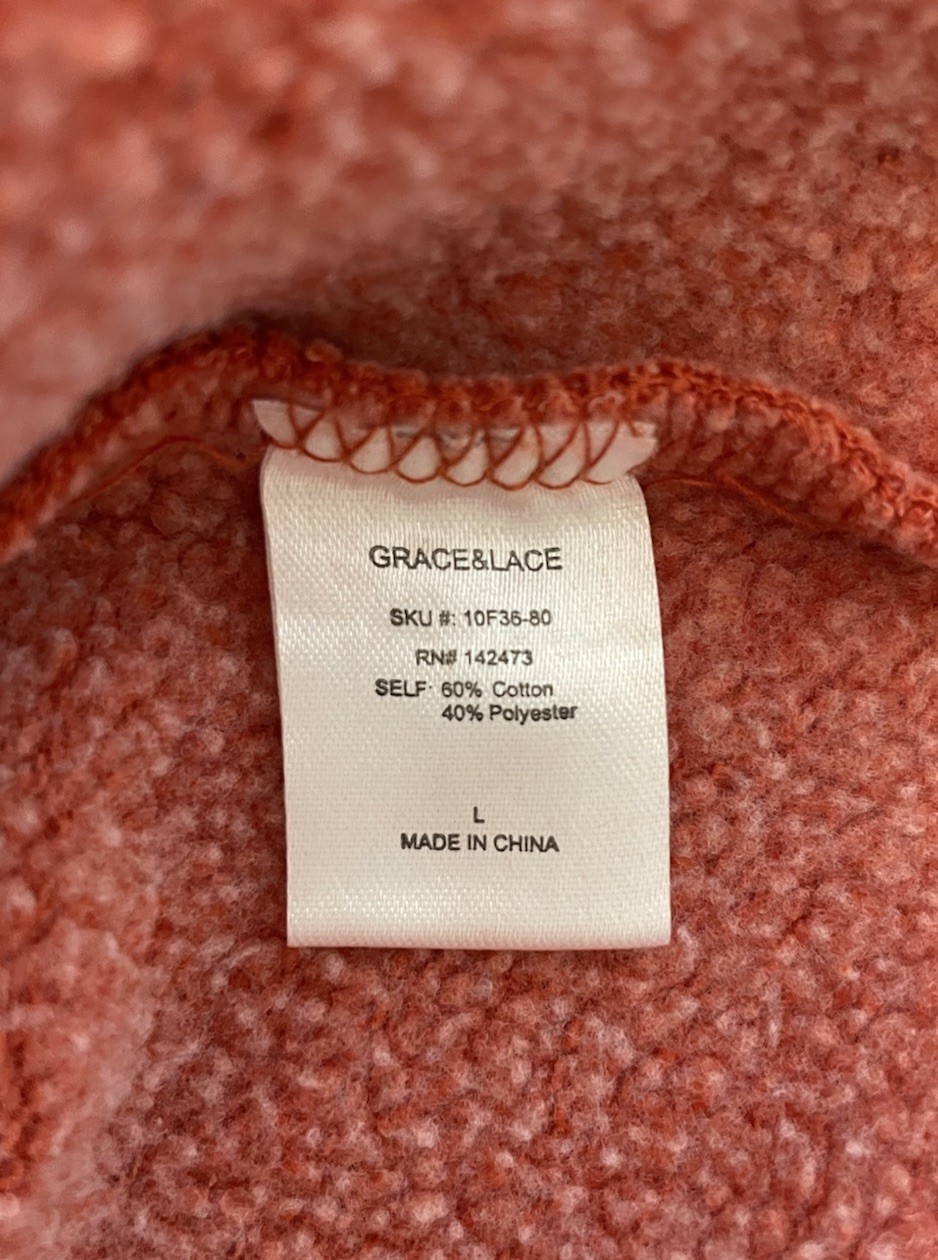 GRACE&LACE
SKU #: 10F36-80
RN# 142473
SELF: 60% Cotton
40% Polyester
L
MADE IN CHINA